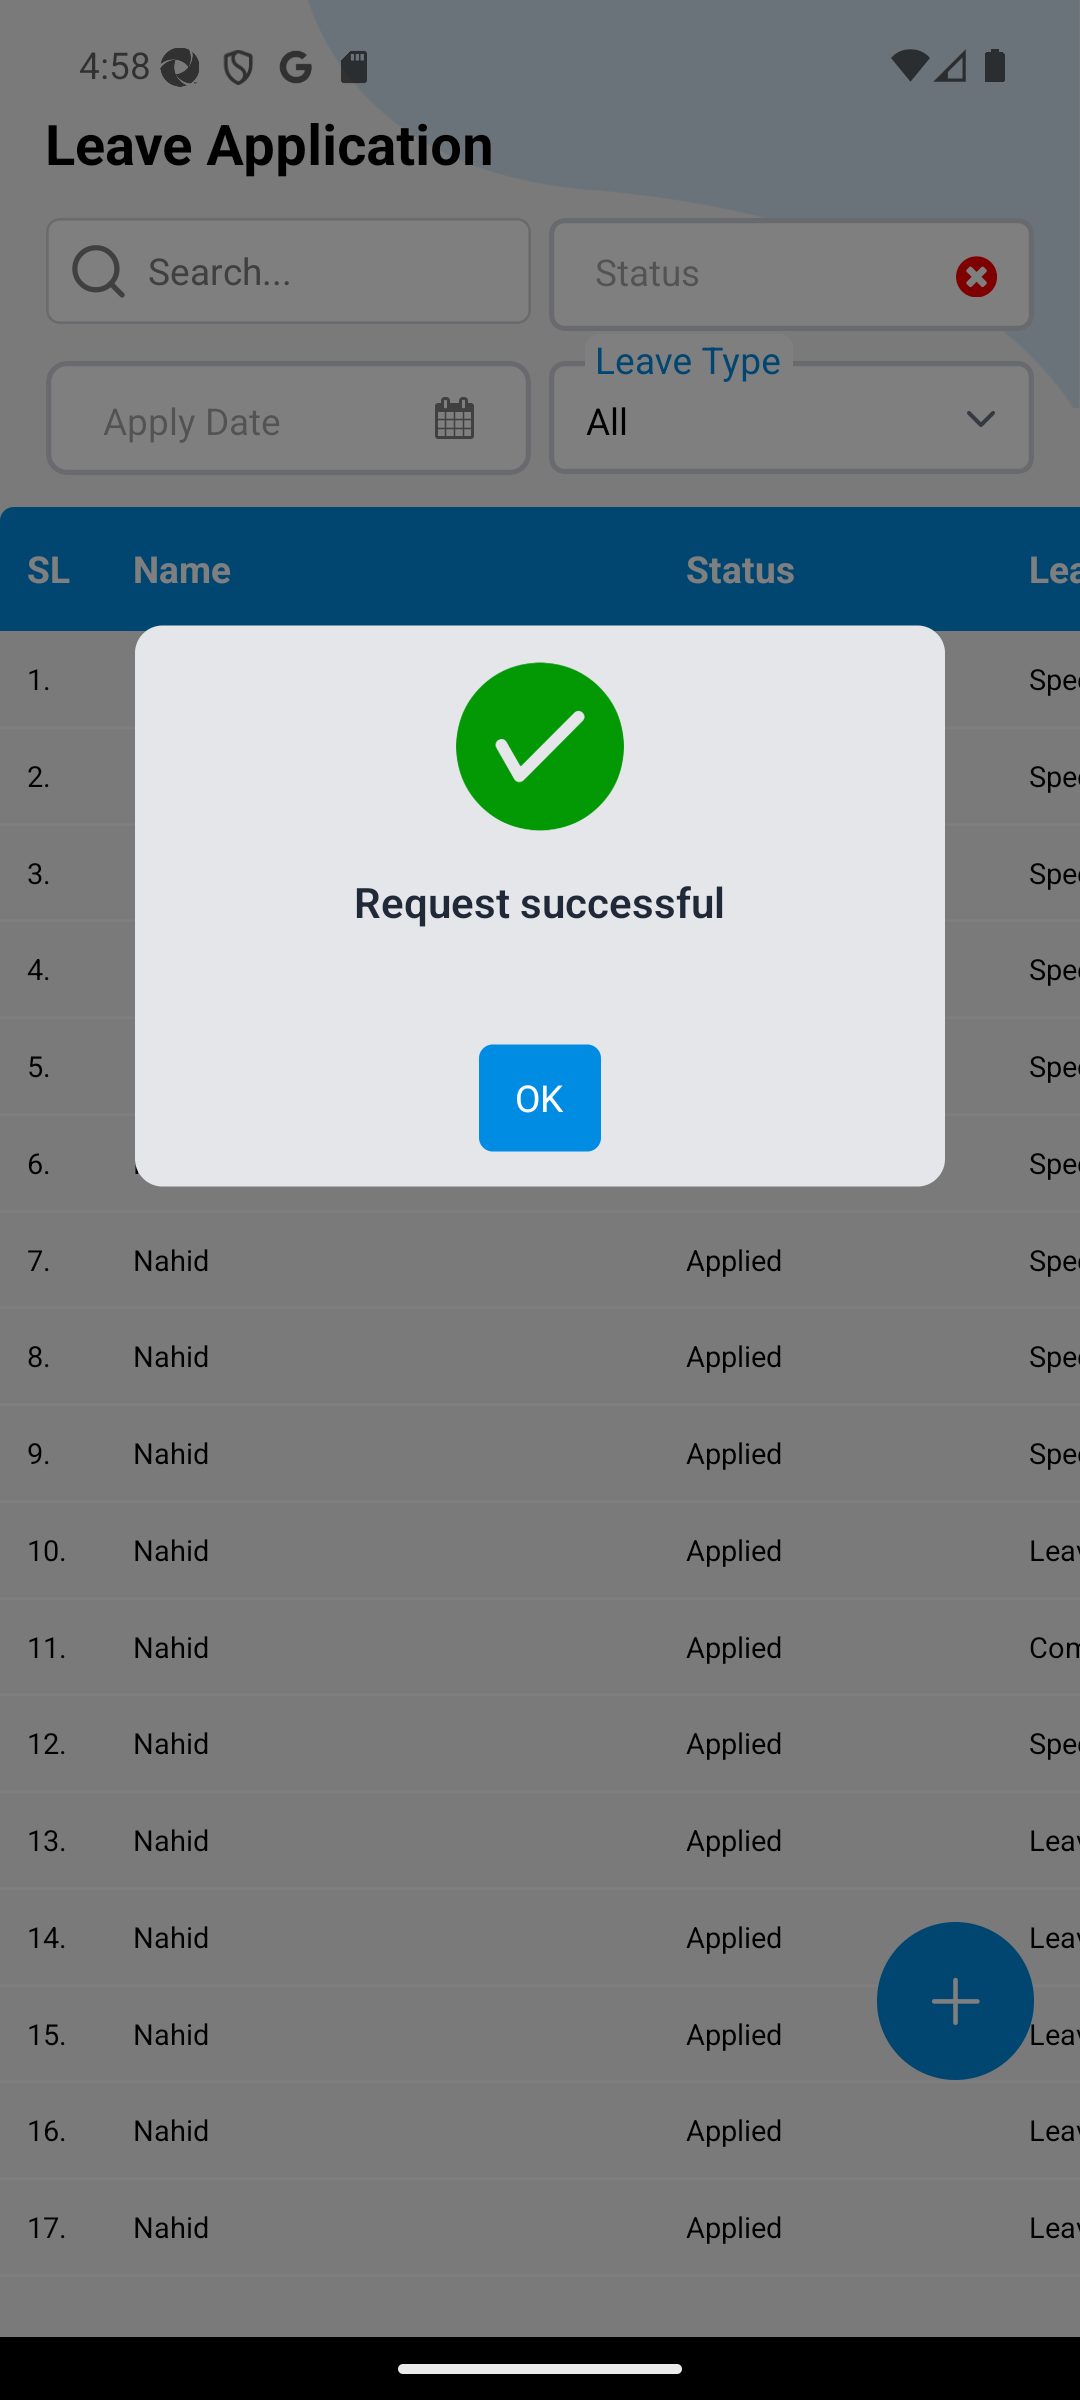 4:58
Leave Application
Search...
Status
Apply Date
Leave Type
All
SL Name Status Lea
1. Spe
2. Spe
3. Spe
4. Spe
5. Spe
6. Spe
Request successful
OK
7. Nahid Applied Spe
8. Nahid Applied Spe
9. Nahid Applied Spe
10. Nahid Applied Leav
11. Nahid Applied Com
12. Nahid Applied Spe
13. Nahid Applied Leav
14. Nahid Applied Leav
15. Nahid Applied Leav
16. Nahid Applied Leav
17. Nahid Applied Leav